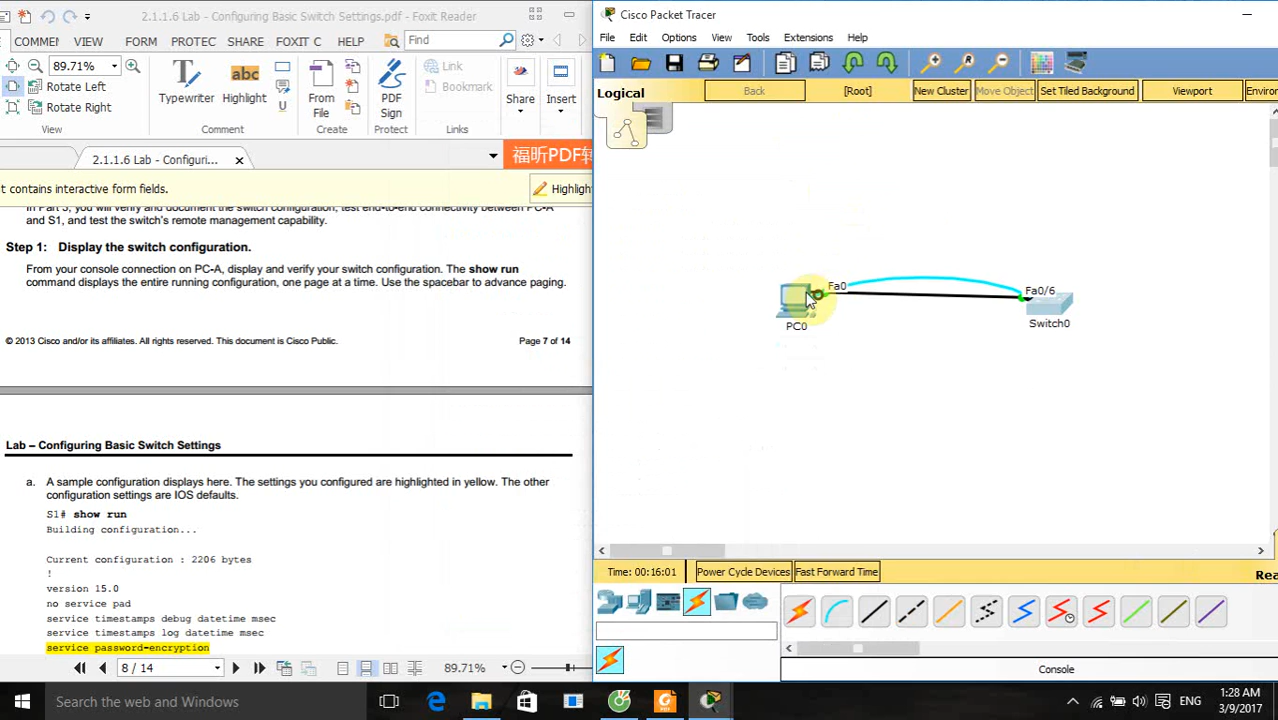 2.1.1.6 Lab - Configuring Basic Switch Settings.pdf - Foxit Reader
COMMEN VIEW FORM PROTEC SHARE FOXIT C HELP Find
89.71%
Rotate Left
Rotate Right
View
Typewriter
Highlight
Comment
From File
Create
PDF Sign
Protect
Link
Bookmark
Links
Share
Insert
2.1.1.6 Lab - Configuri...
福昕PDF转
t contains interactive form fields.
Highligh
In Part 3, you will verify and document the switch configuration, test end-to-end connectivity between PC-A
and S1, and test the switch's remote management capability.
Step 1: Display the switch configuration.
From your console connection on PC-A, display and verify your switch configuration. The show run
command displays the entire running configuration, one page at a time. Use the spacebar to advance paging.
© 2013 Cisco and/or its affiliates. All rights reserved. This document is Cisco Public. Page 7 of 14
Lab – Configuring Basic Switch Settings
a. A sample configuration displays here. The settings you configured are highlighted in yellow. The other
configuration settings are IOS defaults.
S1# show run
Building configuration...
Current configuration : 2206 bytes
!
version 15.0
no service pad
service timestamps debug datetime msec
service timestamps log datetime msec
service password-encryption
8 / 14
89.71%
Cisco Packet Tracer
File Edit Options View Tools Extensions Help
Logical
Back
[Root]
New Cluster
Move Object
Set Tiled Background
Viewport
Environ
Fa0
Fa0/6
PC0
Switch0
Time: 00:16:01
Power Cycle Devices
Fast Forward Time
Rea
Console
Search the web and Windows
ENG
1:28 AM
3/9/2017